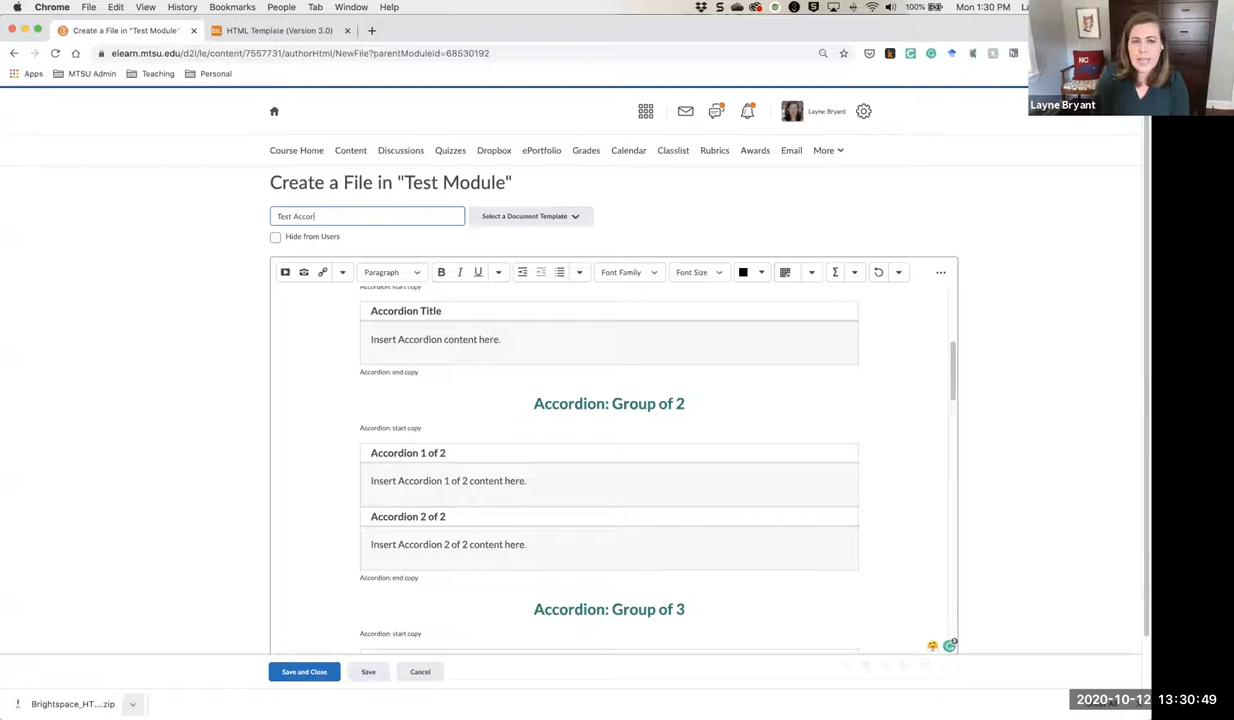 Chrome File Edit View History Bookmarks People Tab Window Help
100% Mon 1:30 PM
Create a File in "Test Module"
HTML Template (Version 3.0)
elearn.mtsu.edu/d2l/le/content/7557731/authorHtml/NewFile?parentModuleId=68530192
Apps MTSU Admin Teaching Personal
NC
Layne Bryant
Layne Bryant
Course Home Content Discussions Quizzes Dropbox ePortfolio Grades Calendar Classlist Rubrics Awards Email More
Create a File in "Test Module"
Test Accor
Select a Document Template
Hide from Users
Paragraph B I U Font Family Font Size Σ
Accordion: start copy
Accordion Title
Insert Accordion content here.
Accordion: end copy
Accordion: Group of 2
Accordion: start copy
Accordion 1 of 2
Insert Accordion 1 of 2 content here.
Accordion 2 of 2
Insert Accordion 2 of 2 content here.
Accordion: end copy
Accordion: Group of 3
Accordion: start copy
Save and Close Save Cancel
Brightspace_HT....zip
2020-10-12 13:30:49